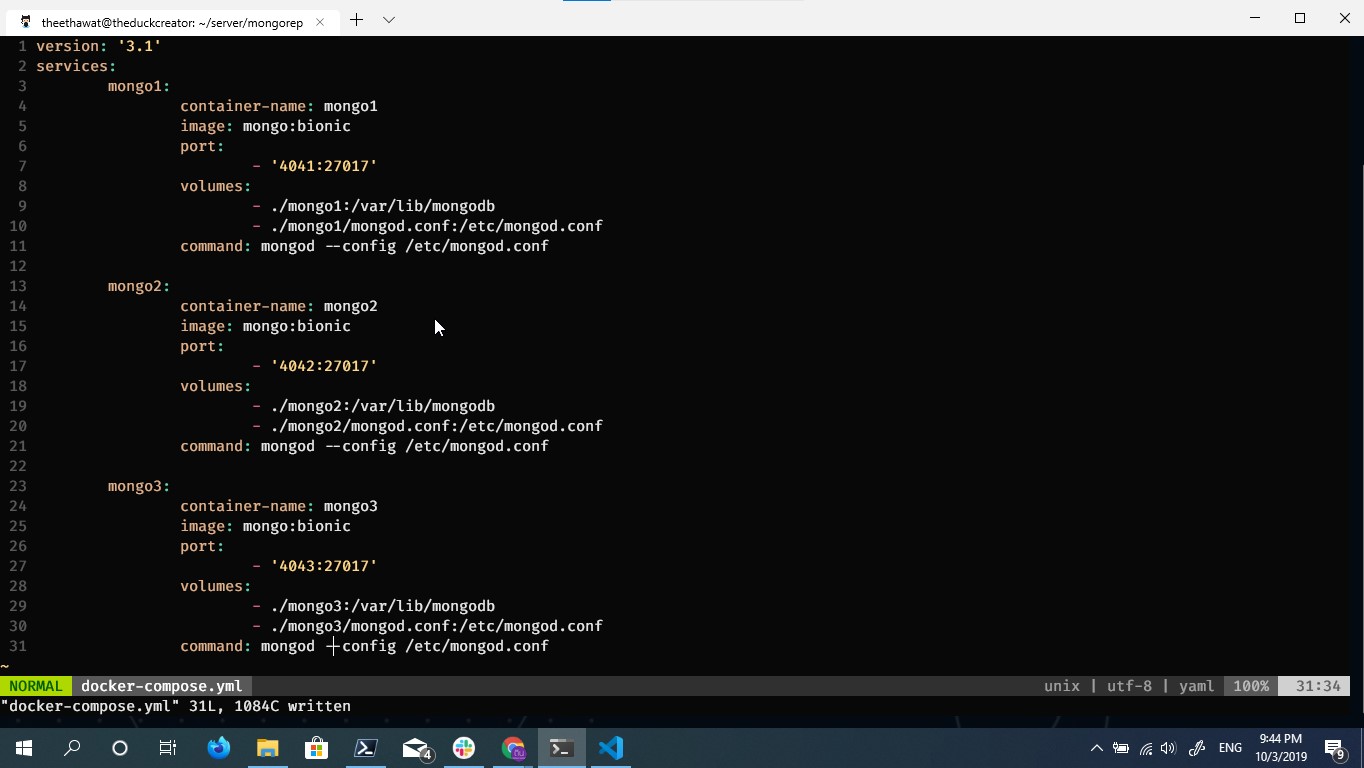 theethawat@theduckcreator: ~/server/mongorep
1 version: '3.1'
2 services:
3 mongo1:
4 container-name: mongo1
5 image: mongo:bionic
6 port:
7 - '4041:27017'
8 volumes:
9 - ./mongo1:/var/lib/mongodb
10 - ./mongo1/mongod.conf:/etc/mongod.conf
11 command: mongod --config /etc/mongod.conf
12
13 mongo2:
14 container-name: mongo2
15 image: mongo:bionic
16 port:
17 - '4042:27017'
18 volumes:
19 - ./mongo2:/var/lib/mongodb
20 - ./mongo2/mongod.conf:/etc/mongod.conf
21 command: mongod --config /etc/mongod.conf
22
23 mongo3:
24 container-name: mongo3
25 image: mongo:bionic
26 port:
27 - '4043:27017'
28 volumes:
29 - ./mongo3:/var/lib/mongodb
30 - ./mongo3/mongod.conf:/etc/mongod.conf
31 command: mongod --config /etc/mongod.conf
~
NORMAL docker-compose.yml unix | utf-8 | yaml 100% 31:34
"docker-compose.yml" 31L, 1084C written
4
ENG
9:44 PM
10/3/2019
9